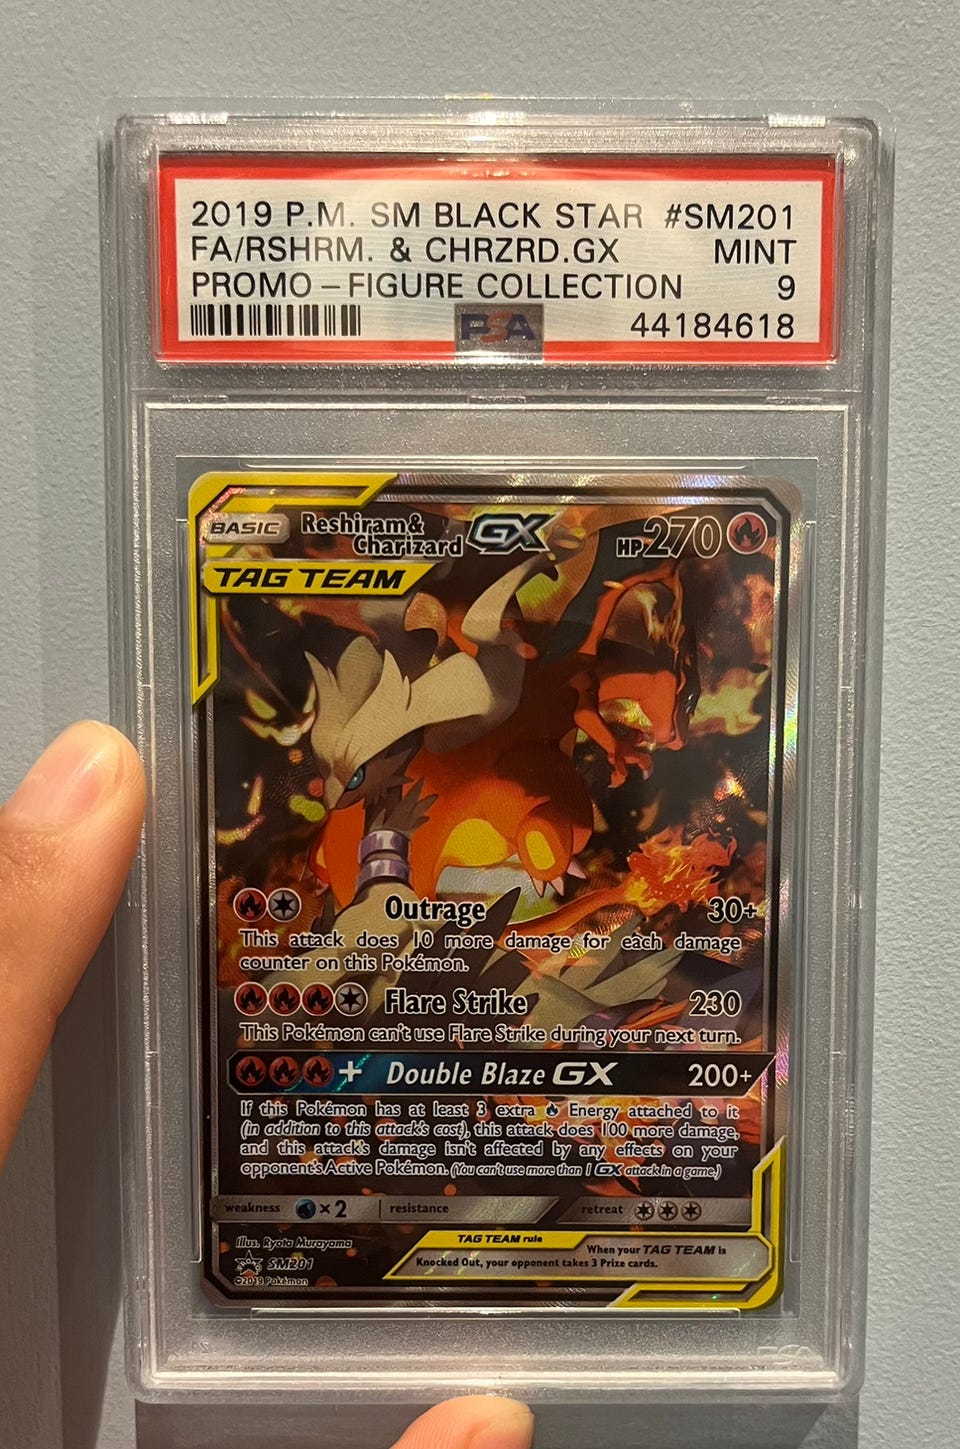 2019 P.M. SM BLACK STAR #SM201
FA/RSHRM. & CHRZRD.GX MINT
PROMO – FIGURE COLLECTION 9
PSA 44184618
BASIC Reshiram& Charizard GX HP 270
TAG TEAM
Outrage 30+
This attack does 10 more damage for each damage
counter on this Pokémon.
Flare Strike 230
This Pokémon can't use Flare Strike during your next turn.
+ Double Blaze GX 200+
If this Pokémon has at least 3 extra Energy attached to it
(in addition to this attack's cost), this attack does 100 more damage,
and this attack's damage isn't affected by any effects on your
opponent's Active Pokémon. (You can't use more than 1 GX attack in a game.)
weakness ×2 resistance retreat
Illus. Ryota Murayama
SM201
©2019 Pokémon
TAG TEAM rule
When your TAG TEAM is
Knocked Out, your opponent takes 3 Prize cards.
PSA